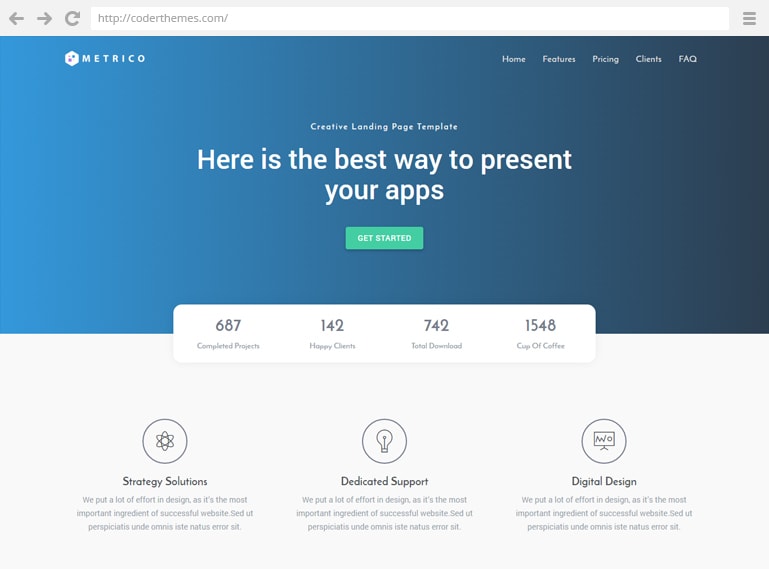 http://coderthemes.com/
METRICO
Home Features Pricing Clients FAQ
Creative Landing Page Template
Here is the best way to present
your apps
GET STARTED
687 142 742 1548
Completed Projects Happy Clients Total Download Cup Of Coffee
Strategy Solutions Dedicated Support Digital Design
We put a lot of effort in design, as it's the most
important ingredient of successful website.Sed ut
perspiciatis unde omnis iste natus error sit.
We put a lot of effort in design, as it's the most
important ingredient of successful website.Sed ut
perspiciatis unde omnis iste natus error sit.
We put a lot of effort in design, as it's the most
important ingredient of successful website.Sed ut
perspiciatis unde omnis iste natus error sit.